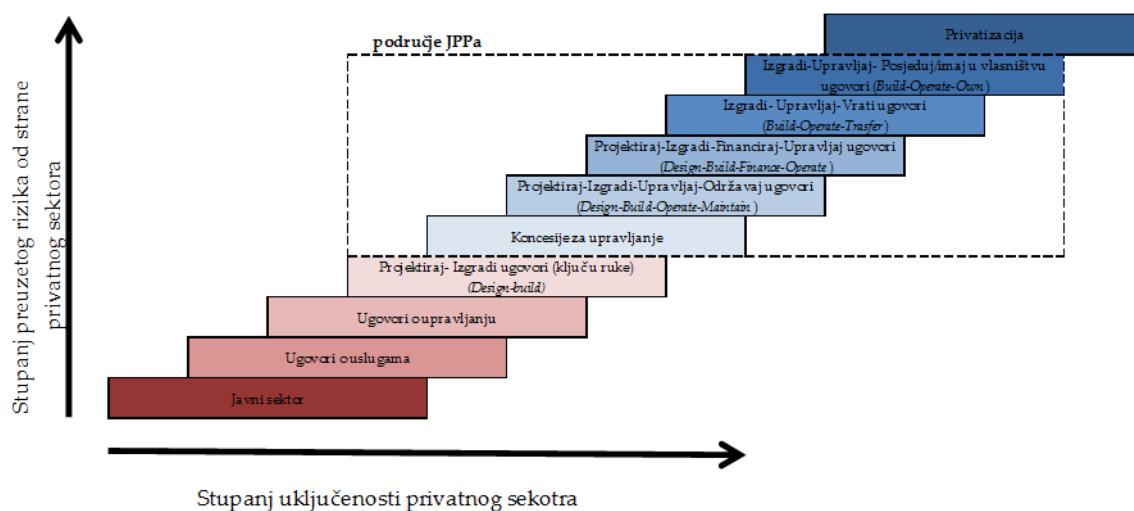 Privatizacija
područje JPPa
Izgradi-Upravljaj- Posjeduj/imaj u vlasništvu
ugovori (Build-Operate-Own )
Izgradi- Upravljaj-Vrati ugovori
(Build-Operate-Trasfer)
Projektiraj-Izgradi-Financiraj-Upravljaj ugovori
(Design-Build-Finance-Operate )
Projektiraj-Izgradi-Upravljaj-Održavaj ugovori
(Design-Build-Operate-Maintain )
Koncesije za upravljanje
Projektiraj- Izgradi ugovori (ključ u ruke)
(Design-build)
Ugovori o upravljanju
Ugovori o uslugama
Javni sektor
Stupanj preuzetog rizika od strane
privatnog sektora
Stupanj uključenosti privatnog sekotra